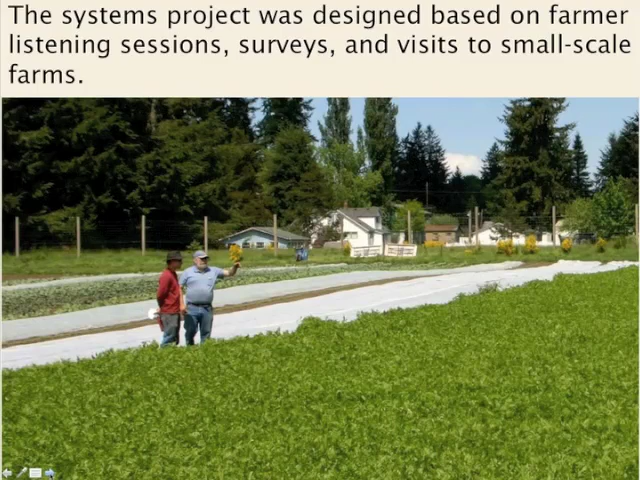 The systems project was designed based on farmer
listening sessions, surveys, and visits to small-scale
farms.